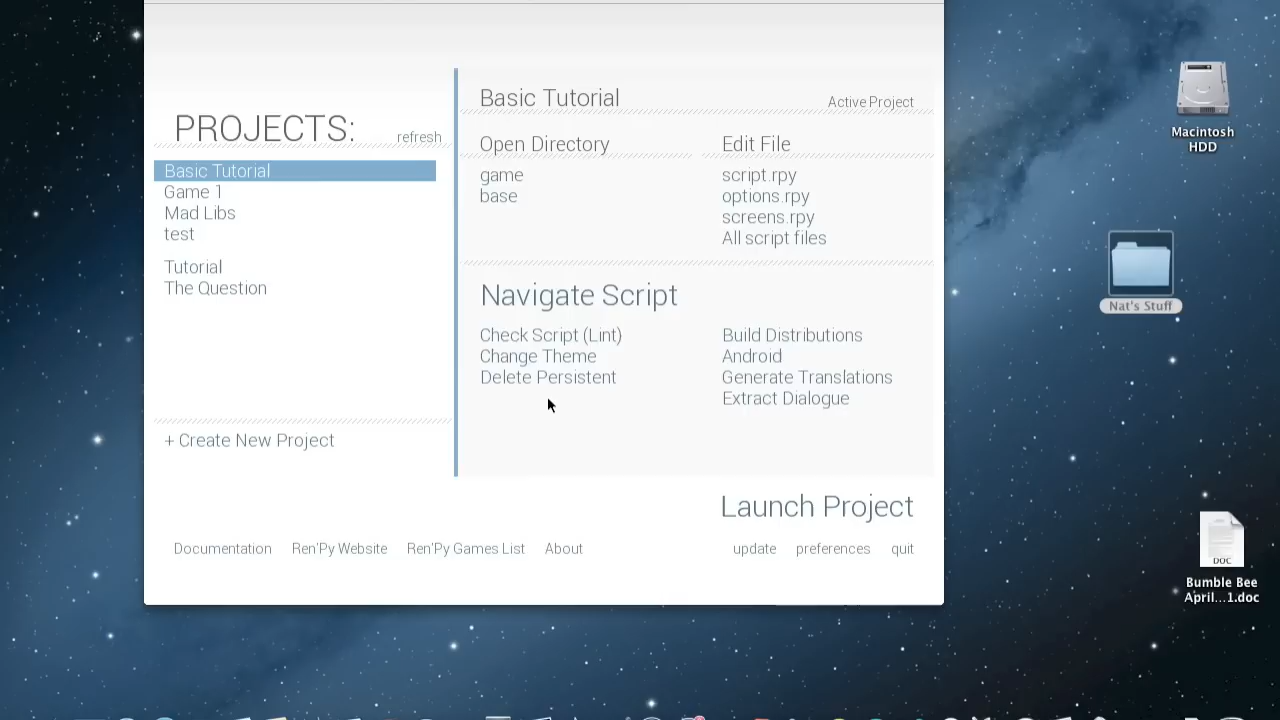 PROJECTS:
refresh
Basic Tutorial
Game 1
Mad Libs
test
Tutorial
The Question
+ Create New Project
Basic Tutorial
Active Project
Open Directory
game
base
Edit File
script.rpy
options.rpy
screens.rpy
All script files
Navigate Script
Check Script (Lint)
Change Theme
Delete Persistent
Build Distributions
Android
Generate Translations
Extract Dialogue
Launch Project
Documentation
Ren'Py Website
Ren'Py Games List
About
update
preferences
quit
Macintosh
HDD
Nat's Stuff
DOC
Bumble Bee
April...1.doc